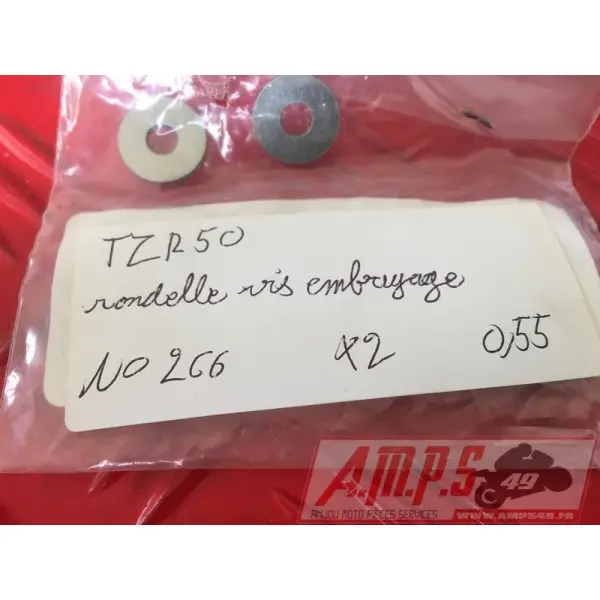 TZR50
rondelle vis embrayage
NO 266 x2 0,55
A.M.P.S
49
ANJOU MOTO PIECES SERVICES
WWW.AMPS49.FR